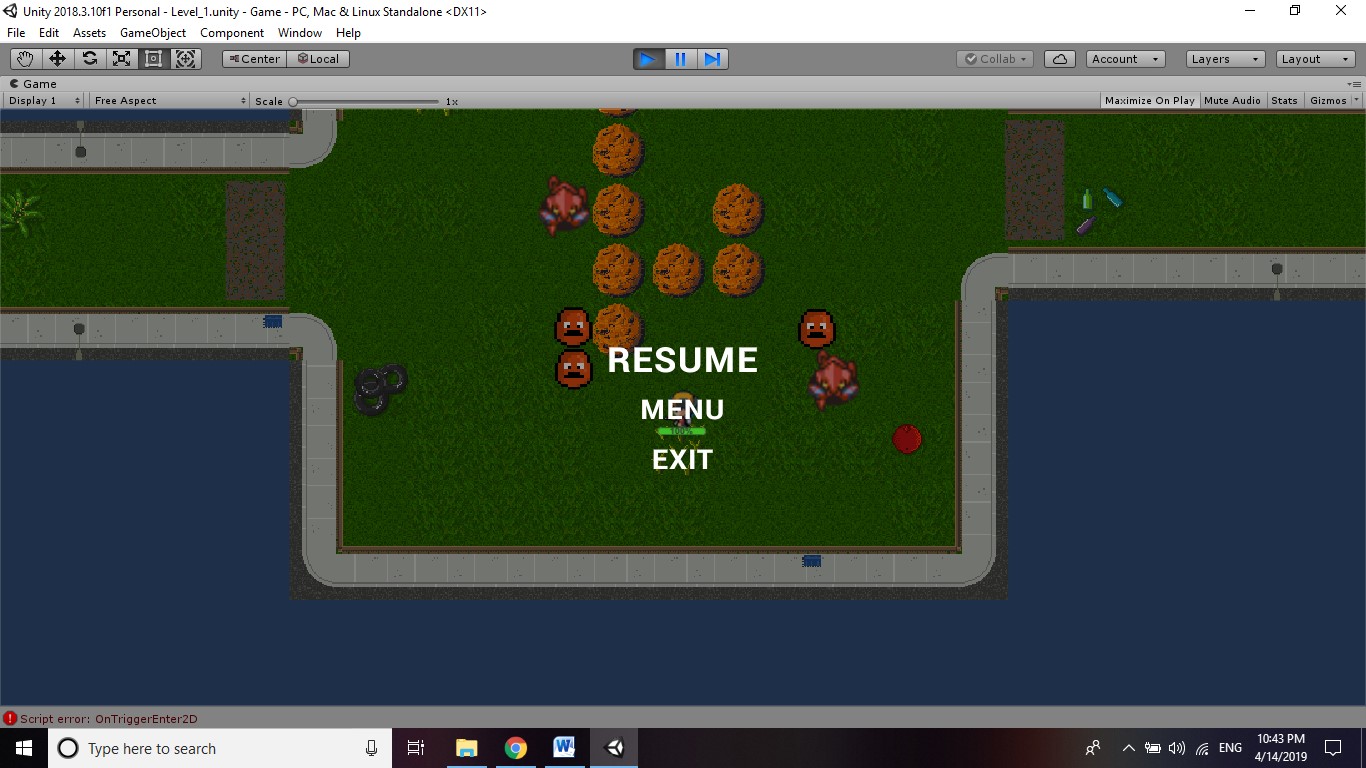 Unity 2018.3.10f1 Personal - Level_1.unity - Game - PC, Mac & Linux Standalone <DX11>
File Edit Assets GameObject Component Window Help
Center Local Collab Account Layers Layout
Game
Display 1 Free Aspect Scale 1x Maximize On Play Mute Audio Stats Gizmos
RESUME
MENU
100%
EXIT
Script error: OnTriggerEnter2D
Type here to search
ENG
10:43 PM
4/14/2019